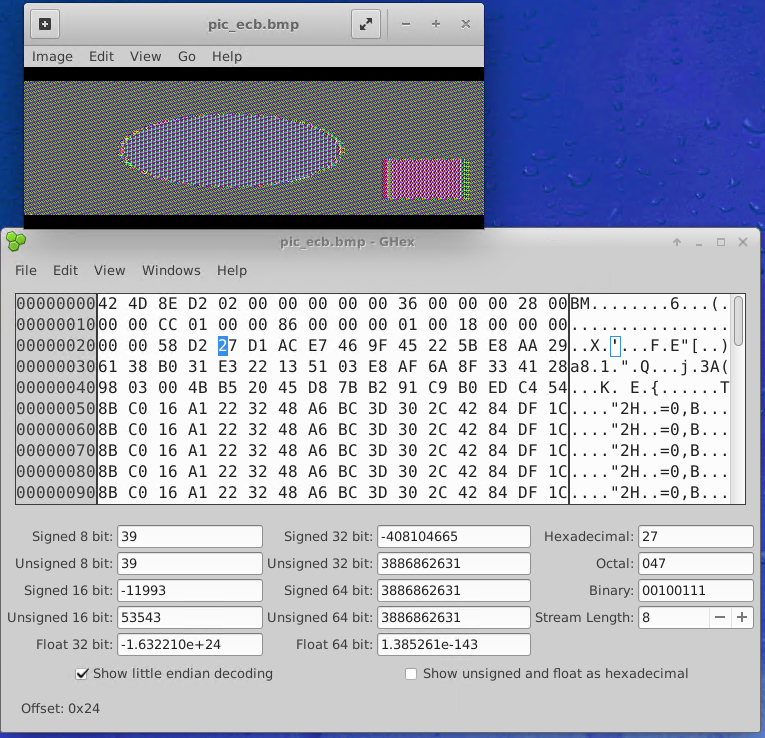 pic_ecb.bmp
Image Edit View Go Help
pic_ecb.bmp - GHex
File Edit View Windows Help
00000000 42 4D 8E D2 02 00 00 00 00 00 36 00 00 00 28 00 BM........6...(.
00000010 00 00 CC 01 00 00 86 00 00 00 01 00 18 00 00 00 ................
00000020 00 00 58 D2 27 D1 AC E7 46 9F 45 22 5B E8 AA 29 ..X.'...F.E"[..)
00000030 61 38 B0 31 E3 22 13 51 03 E8 AF 6A 8F 33 41 28 a8.1.".Q...j.3A(
00000040 98 03 00 4B B5 20 45 D8 7B B2 91 C9 B0 ED C4 54 ...K. E.{......T
00000050 8B C0 16 A1 22 32 48 A6 BC 3D 30 2C 42 84 DF 1C ...."2H..=0,B...
00000060 8B C0 16 A1 22 32 48 A6 BC 3D 30 2C 42 84 DF 1C ...."2H..=0,B...
00000070 8B C0 16 A1 22 32 48 A6 BC 3D 30 2C 42 84 DF 1C ...."2H..=0,B...
00000080 8B C0 16 A1 22 32 48 A6 BC 3D 30 2C 42 84 DF 1C ...."2H..=0,B...
00000090 8B C0 16 A1 22 32 48 A6 BC 3D 30 2C 42 84 DF 1C ...."2H..=0,B...
Signed 8 bit: 39 Signed 32 bit: -408104665 Hexadecimal: 27
Unsigned 8 bit: 39 Unsigned 32 bit: 3886862631 Octal: 047
Signed 16 bit: -11993 Signed 64 bit: 3886862631 Binary: 00100111
Unsigned 16 bit: 53543 Unsigned 64 bit: 3886862631 Stream Length: 8
Float 32 bit: -1.632210e+24 Float 64 bit: 1.385261e-143
Show little endian decoding Show unsigned and float as hexadecimal
Offset: 0x24